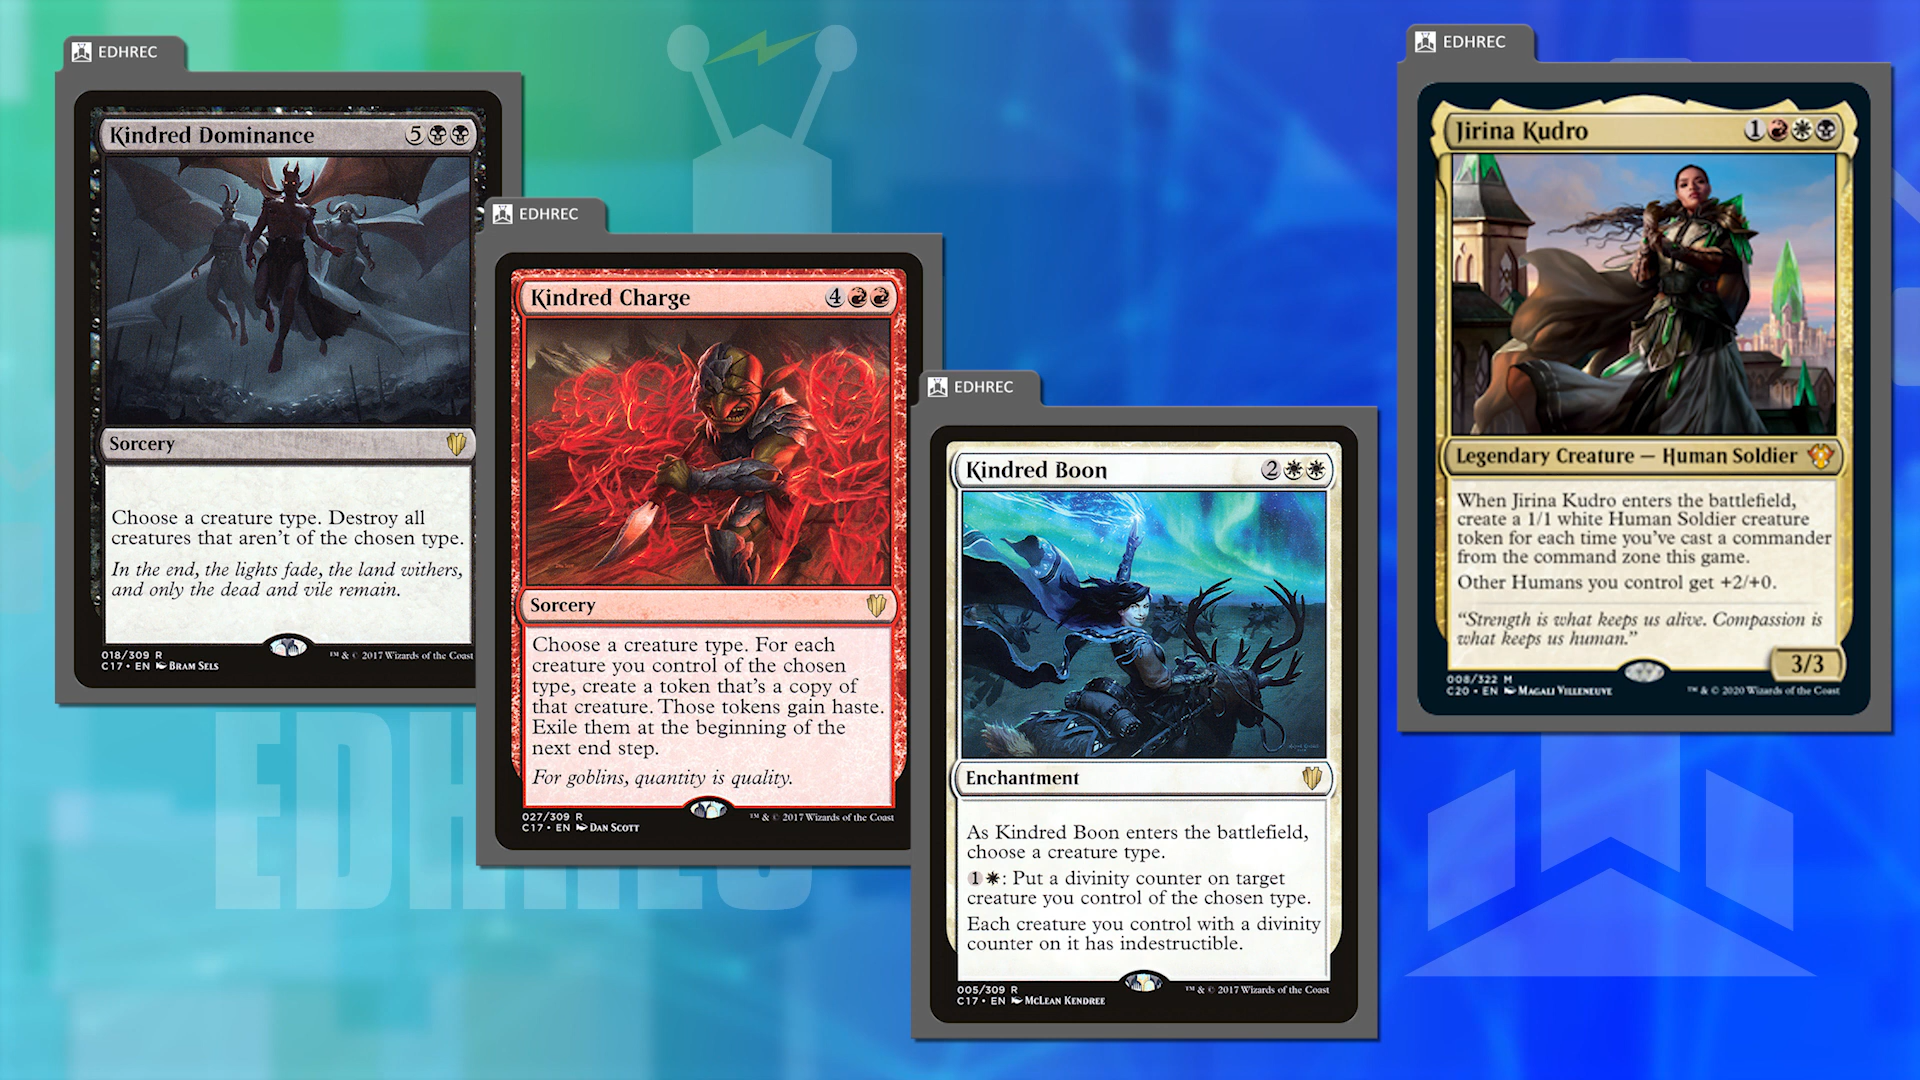 EDHREC
Kindred Dominance 5
Sorcery
Choose a creature type. Destroy all
creatures that aren't of the chosen type.
In the end, the lights fade, the land withers,
and only the dead and vile remain.
018/309 R
C17 • EN Bram Sels
™ & © 2017 Wizards of the Coast
EDHREC
Kindred Charge 4
Sorcery
Choose a creature type. For each
creature you control of the chosen
type, create a token that's a copy of
that creature. Those tokens gain haste.
Exile them at the beginning of the
next end step.
For goblins, quantity is quality.
027/309 R
C17 • EN Dan Scott
™ & © 2017 Wizards of the Coast
EDHREC
Kindred Boon 2
Enchantment
As Kindred Boon enters the battlefield,
choose a creature type.
1 : Put a divinity counter on target
creature you control of the chosen type.
Each creature you control with a divinity
counter on it has indestructible.
005/309 R
C17 • EN McLean Kendree
™ & © 2017 Wizards of the Coast
EDHREC
Jirina Kudro 1
Legendary Creature — Human Soldier
When Jirina Kudro enters the battlefield,
create a 1/1 white Human Soldier creature
token for each time you've cast a commander
from the command zone this game.
Other Humans you control get +2/+0.
"Strength is what keeps us alive. Compassion is
what keeps us human."
3/3
008/322 M
C20 • EN Magali Villeneuve
™ & © 2020 Wizards of the Coast
EDHREC